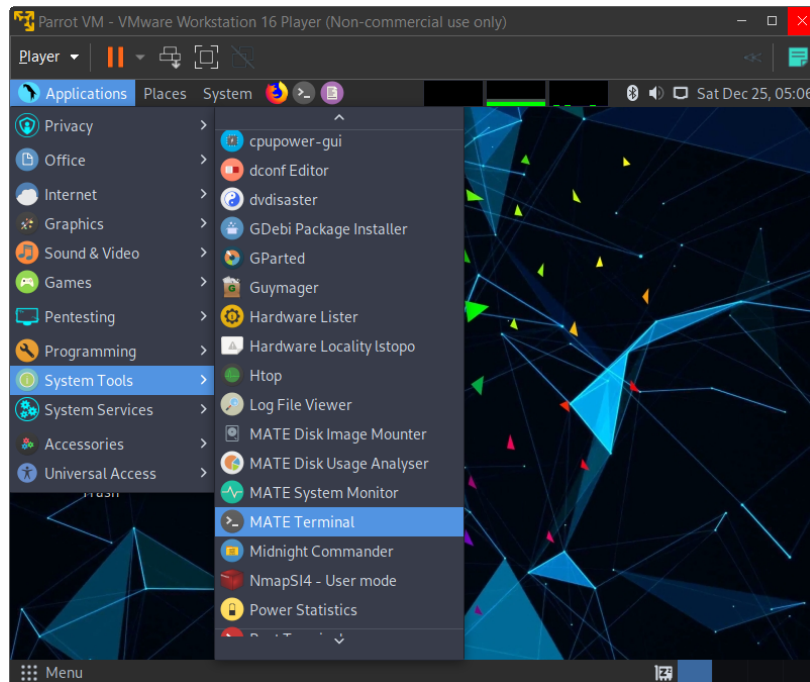 Parrot VM - VMware Workstation 16 Player (Non-commercial use only)
Player
Applications Places System Sat Dec 25, 05:06
Privacy
Office
Internet
Graphics
Sound & Video
Games
Pentesting
Programming
System Tools
System Services
Accessories
Universal Access
cpupower-gui
dconf Editor
dvdisaster
GDebi Package Installer
GParted
Guymager
Hardware Lister
Hardware Locality lstopo
Htop
Log File Viewer
MATE Disk Image Mounter
MATE Disk Usage Analyser
MATE System Monitor
MATE Terminal
Midnight Commander
NmapSI4 - User mode
Power Statistics
Trash
Menu